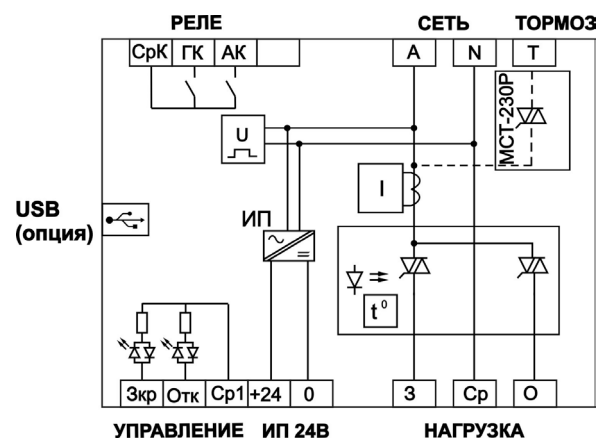 РЕЛЕ СЕТЬ ТОРМОЗ
СрК ГК АК A N T
МСТ-230Р
U
I
USB
(опция)
ИП
t⁰
Зкр Отк Ср1 +24 0 З Ср О
УПРАВЛЕНИЕ ИП 24В НАГРУЗКА